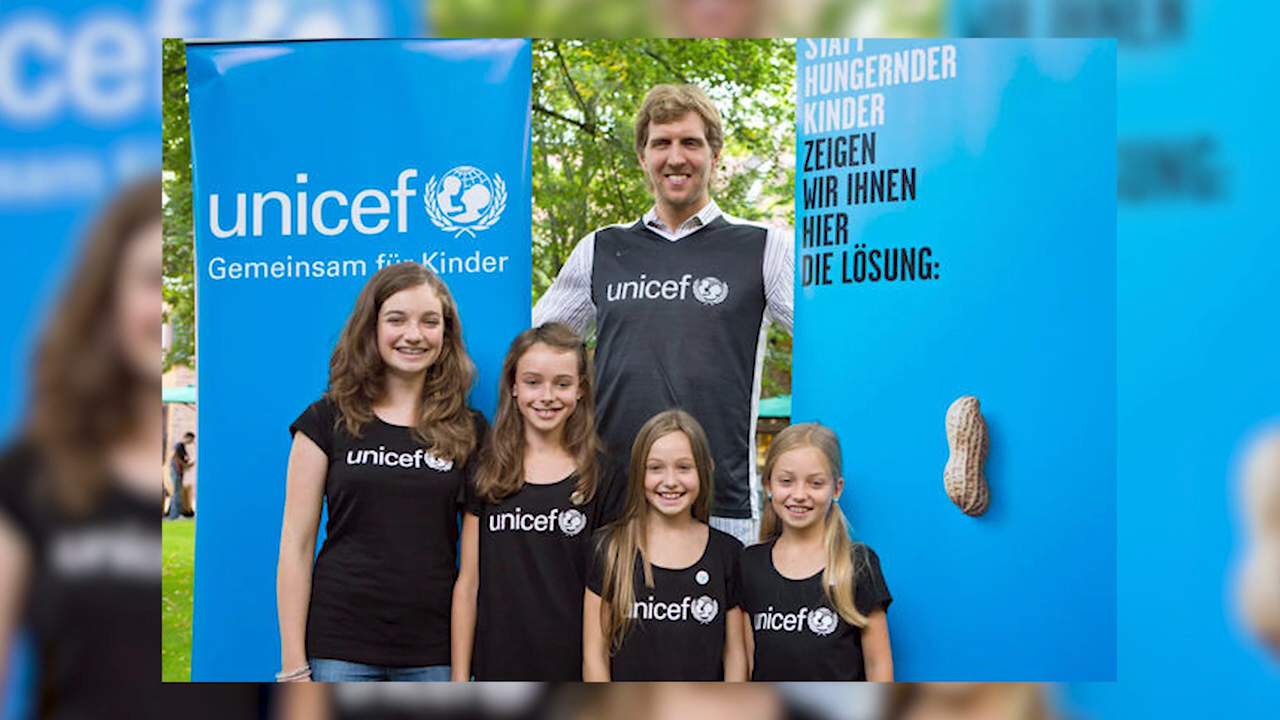 unicef
Gemeinsam für Kinder
STATT
HUNGERNDER
KINDER
ZEIGEN
WIR IHNEN
HIER
DIE LÖSUNG:
unicef
unicef
unicef
unicef
unicef